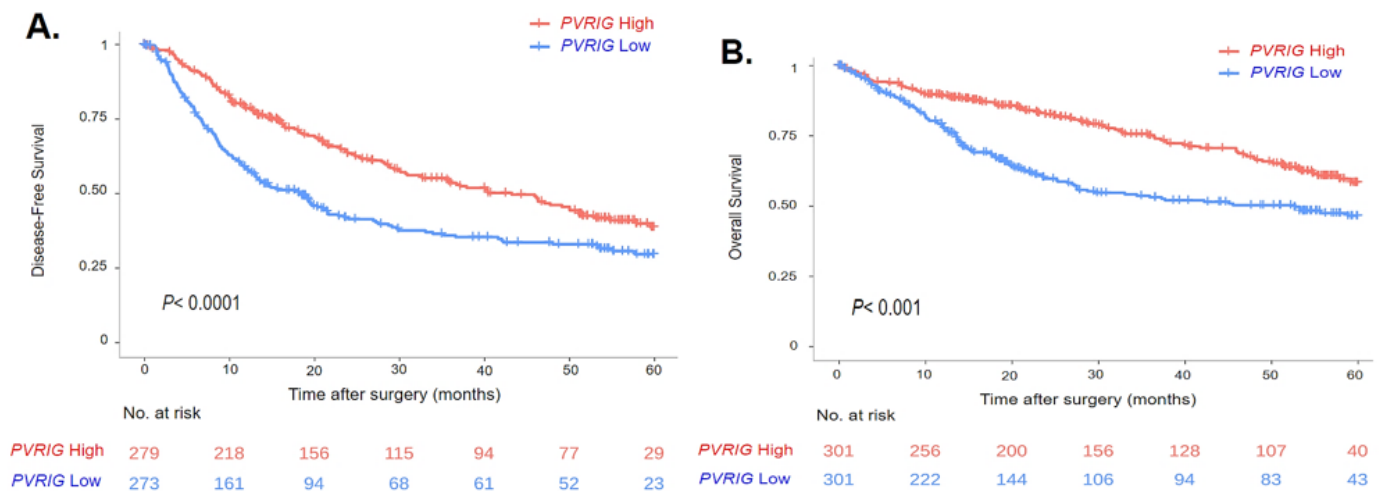 A.
PVRIG High
PVRIG Low
1
0.75
0.50
0.25
0
Disease-Free Survival
P< 0.0001
0 10 20 30 40 50 60
Time after surgery (months)
No. at risk
PVRIG High 279 218 156 115 94 77 29
PVRIG Low 273 161 94 68 61 52 23
B.
PVRIG High
PVRIG Low
1
0.75
0.50
0.25
0
Overall Survival
P< 0.001
0 10 20 30 40 50 60
Time after surgery (months)
No. at risk
PVRIG High 301 256 200 156 128 107 40
PVRIG Low 301 222 144 106 94 83 43